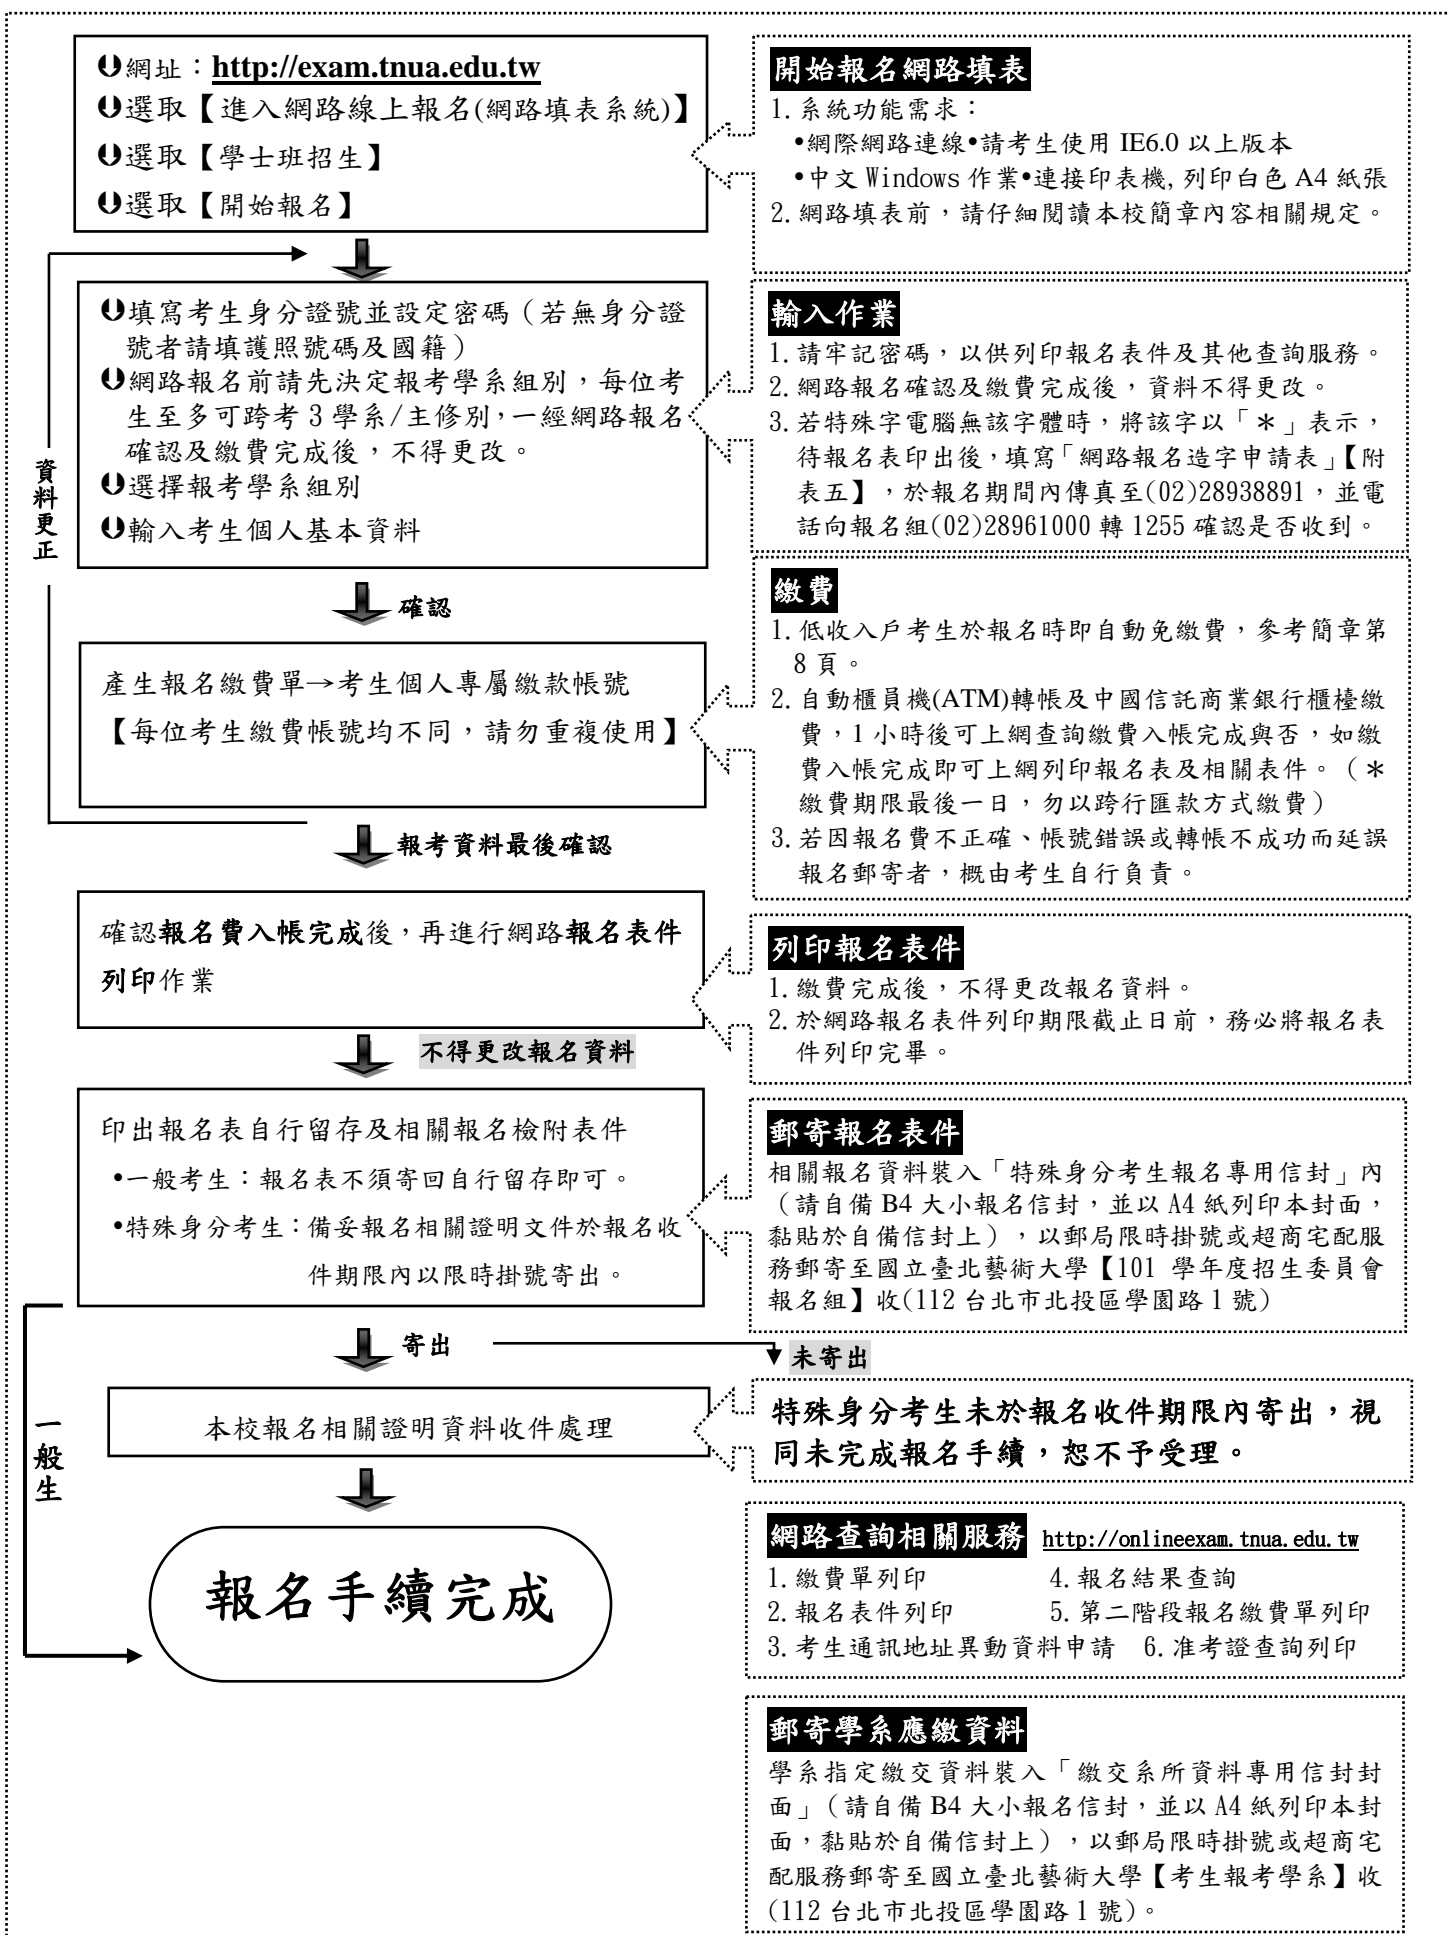 網址：http://exam.tnua.edu.tw
選取【進入網路線上報名(網路填表系統)】
選取【學士班招生】
選取【開始報名】
開始報名網路填表
1.系統功能需求：
•網際網路連線•請考生使用 IE6.0 以上版本
•中文 Windows 作業•連接印表機,列印白色 A4 紙張
2.網路填表前，請仔細閱讀本校簡章內容相關規定。
填寫考生身分證號並設定密碼（若無身分證
號者請填護照號碼及國籍）
網路報名前請先決定報考學系組別，每位考
生至多可跨考 3 學系/主修別，一經網路報名
確認及繳費完成後，不得更改。
選擇報考學系組別
輸入考生個人基本資料
輸入作業
1.請牢記密碼，以供列印報名表件及其他查詢服務。
2.網路報名確認及繳費完成後，資料不得更改。
3.若特殊字電腦無該字體時，將該字以「＊」表示，
待報名表印出後，填寫「網路報名造字申請表」【附
表五】，於報名期間內傳真至(02)28938891，並電
話向報名組(02)28961000 轉 1255 確認是否收到。
資料更正
確認
產生報名繳費單→考生個人專屬繳款帳號
【每位考生繳費帳號均不同，請勿重複使用】
繳費
1.低收入戶考生於報名時即自動免繳費，參考簡章第
8 頁。
2.自動櫃員機(ATM)轉帳及中國信託商業銀行櫃檯繳
費，1 小時後可上網查詢繳費入帳完成與否，如繳
費入帳完成即可上網列印報名表及相關表件。（＊
繳費期限最後一日，勿以跨行匯款方式繳費）
3.若因報名費不正確、帳號錯誤或轉帳不成功而延誤
報名郵寄者，概由考生自行負責。
報考資料最後確認
確認報名費入帳完成後，再進行網路報名表件
列印作業
列印報名表件
1.繳費完成後，不得更改報名資料。
2.於網路報名表件列印期限截止日前，務必將報名表
件列印完畢。
不得更改報名資料
印出報名表自行留存及相關報名檢附表件
•一般考生：報名表不須寄回自行留存即可。
•特殊身分考生：備妥報名相關證明文件於報名收
件期限內以限時掛號寄出。
郵寄報名表件
相關報名資料裝入「特殊身分考生報名專用信封」內
（請自備 B4 大小報名信封，並以 A4 紙列印本封面，
黏貼於自備信封上），以郵局限時掛號或超商宅配服
務郵寄至國立臺北藝術大學【101 學年度招生委員會
報名組】收(112 台北市北投區學園路 1 號)
寄出
未寄出
本校報名相關證明資料收件處理
特殊身分考生未於報名收件期限內寄出，視
同未完成報名手續，恕不予受理。
一般生
報名手續完成
網路查詢相關服務 http://onlineexam.tnua.edu.tw
1.繳費單列印 4.報名結果查詢
2.報名表件列印 5.第二階段報名繳費單列印
3.考生通訊地址異動資料申請 6.准考證查詢列印
郵寄學系應繳資料
學系指定繳交資料裝入「繳交系所資料專用信封封
面」（請自備 B4 大小報名信封，並以 A4 紙列印本封
面，黏貼於自備信封上），以郵局限時掛號或超商宅
配服務郵寄至國立臺北藝術大學【考生報考學系】收
(112 台北市北投區學園路 1 號)。